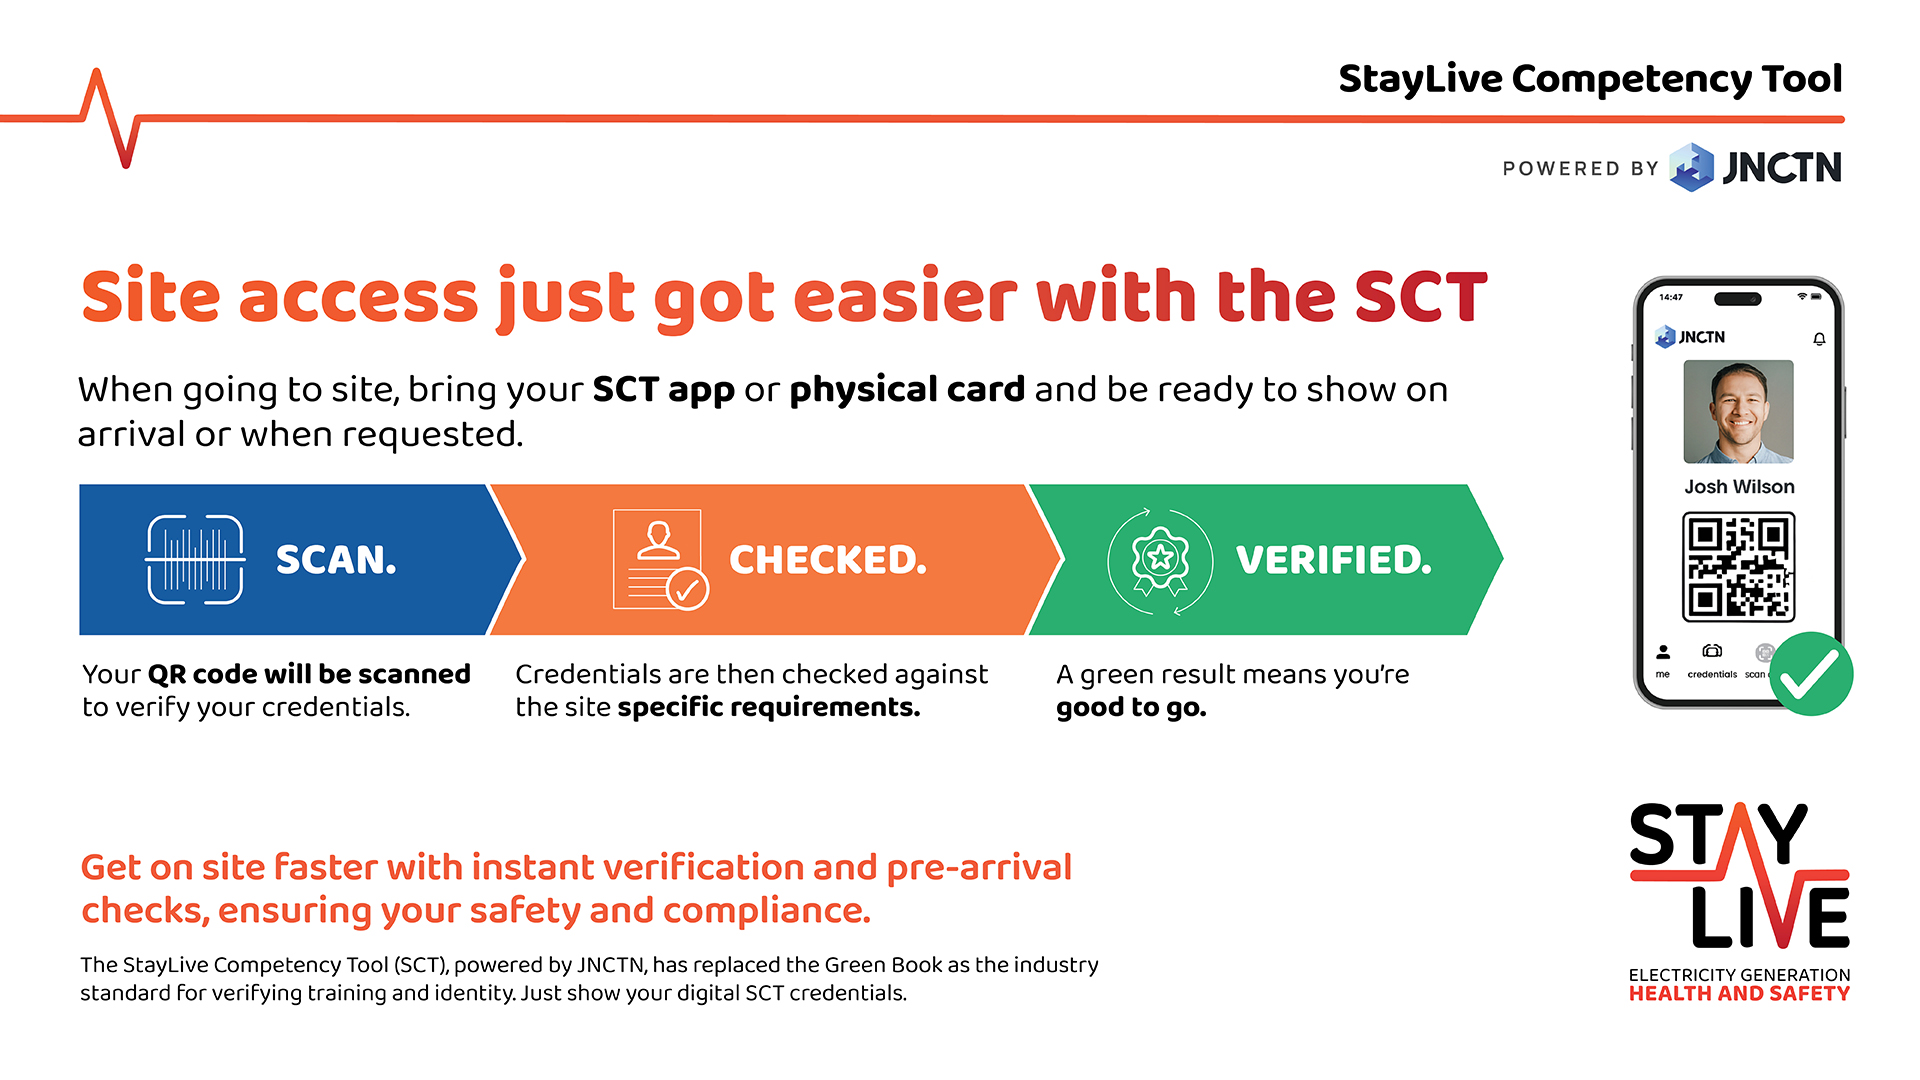 StayLive Competency Tool
POWERED BY JNCTN
Site access just got easier with the SCT
When going to site, bring your SCT app or physical card and be ready to show on
arrival or when requested.
SCAN.
CHECKED.
VERIFIED.
Your QR code will be scanned
to verify your credentials.
Credentials are then checked against
the site specific requirements.
A green result means you're
good to go.
14:47
JNCTN
Josh Wilson
me
credentials
scan
Get on site faster with instant verification and pre-arrival
checks, ensuring your safety and compliance.
The StayLive Competency Tool (SCT), powered by JNCTN, has replaced the Green Book as the industry
standard for verifying training and identity. Just show your digital SCT credentials.
STAY
LIVE
ELECTRICITY GENERATION
HEALTH AND SAFETY